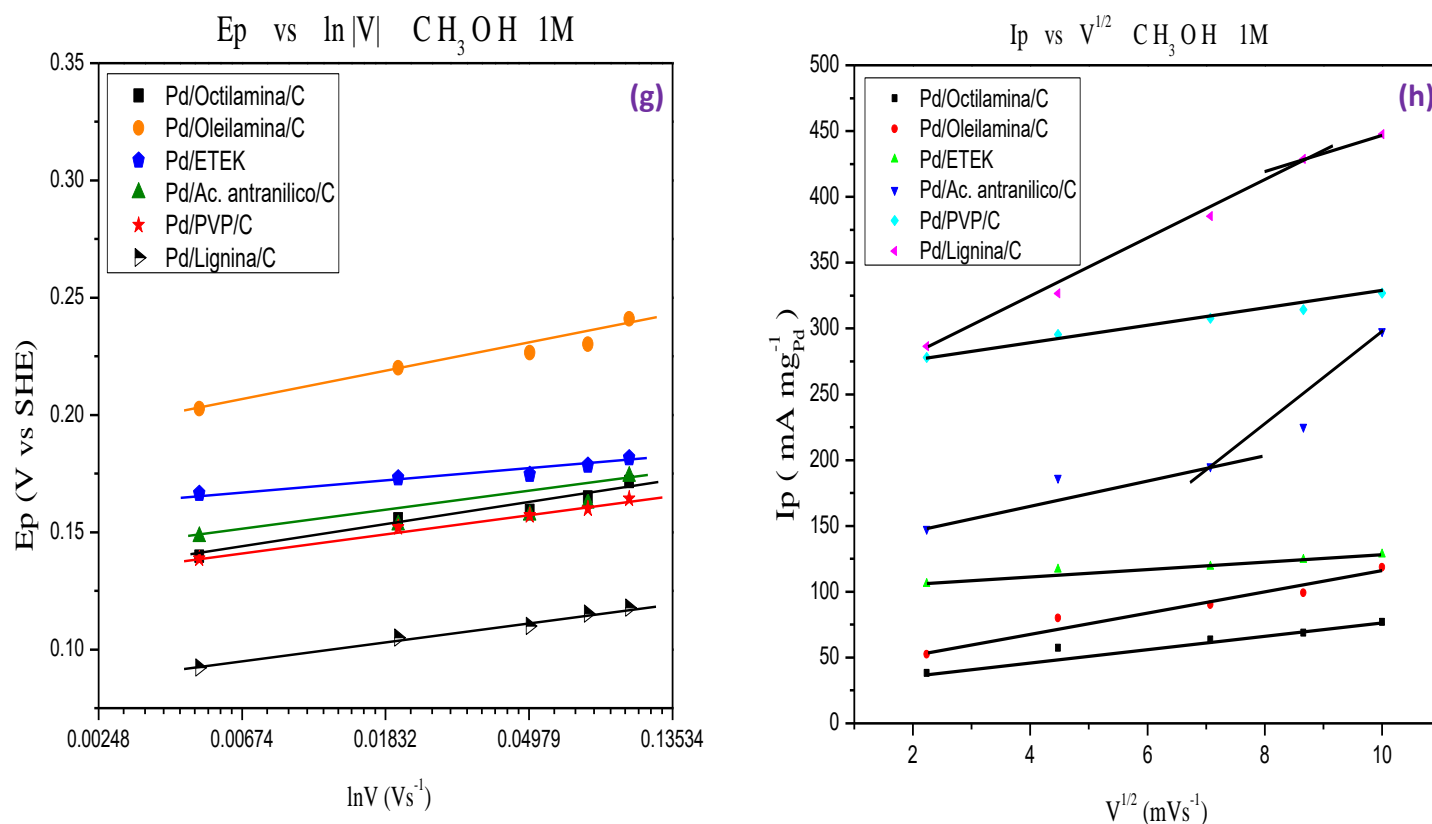 Ep vs ln |V| CH₃OH 1M
0.35
0.30
0.25
0.20
0.15
0.10
Ep (V vs SHE)
Pd/Octilamina/C
Pd/Oleilamina/C
Pd/ETEK
Pd/Ac. antranilico/C
Pd/PVP/C
Pd/Lignina/C
(g)
0.00248 0.00674 0.01832 0.04979 0.13534
lnV (Vs⁻¹)
Ip vs V¹/² CH₃OH 1M
500
450
400
350
300
250
200
150
100
50
0
Ip ( mA mg⁻¹Pd)
Pd/Octilamina/C
Pd/Oleilamina/C
Pd/ETEK
Pd/Ac. antranilico/C
Pd/PVP/C
Pd/Lignina/C
(h)
2 4 6 8 10
V¹/² (mVs⁻¹)